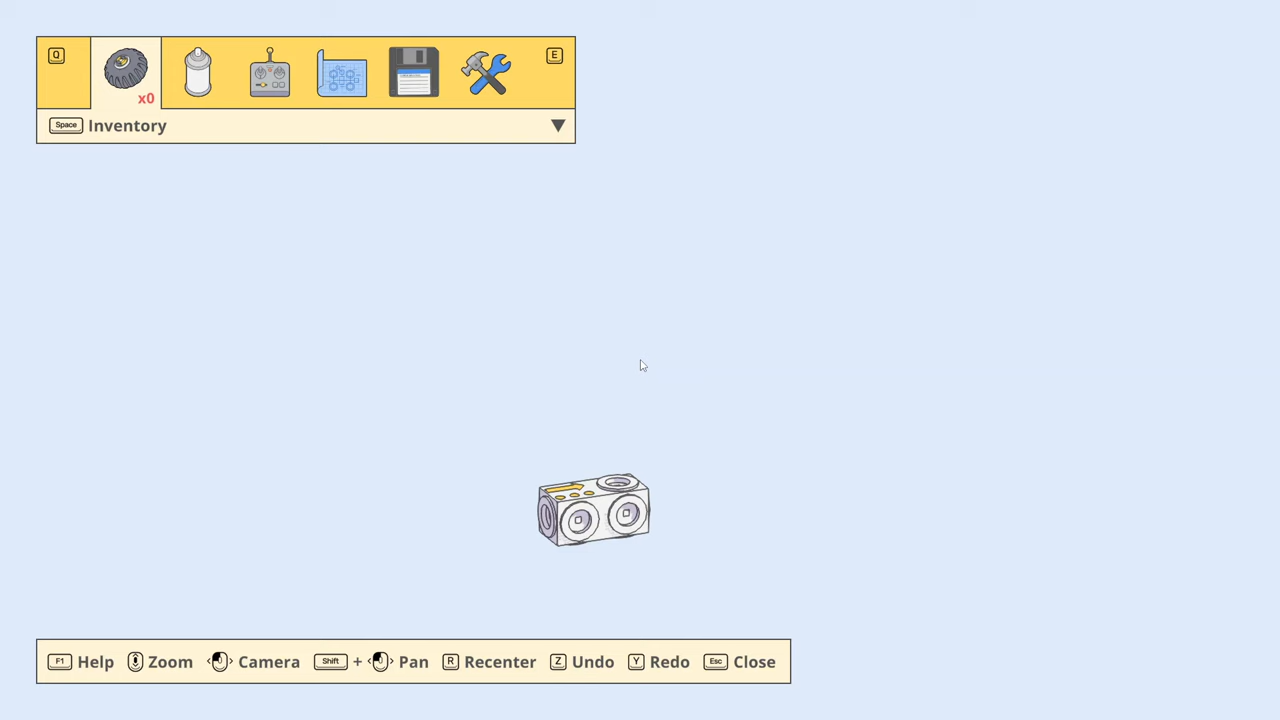 Q
E
x0
Space Inventory
F1 Help Zoom Camera Shift + Pan R Recenter Z Undo Y Redo Esc Close